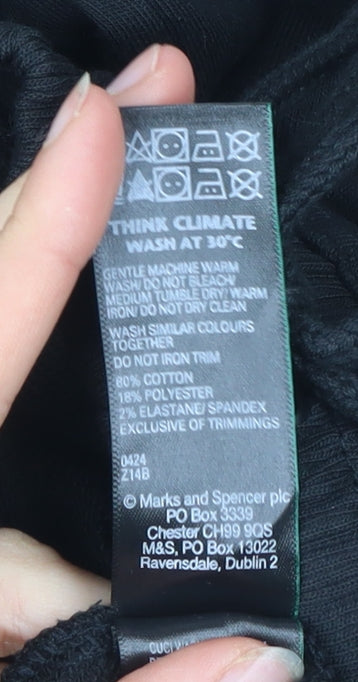 THINK CLIMATE
WASH AT 30°C
GENTLE MACHINE WARM
WASH/ DO NOT BLEACH/
MEDIUM TUMBLE DRY/ WARM
IRON/ DO NOT DRY CLEAN
WASH SIMILAR COLOURS
TOGETHER
DO NOT IRON TRIM
80% COTTON
18% POLYESTER
2% ELASTANE/ SPANDEX
EXCLUSIVE OF TRIMMINGS
0424
Z14B
© Marks and Spencer plc
PO Box 3339
Chester CH99 9QS
M&S, PO Box 13022
Ravensdale, Dublin 2